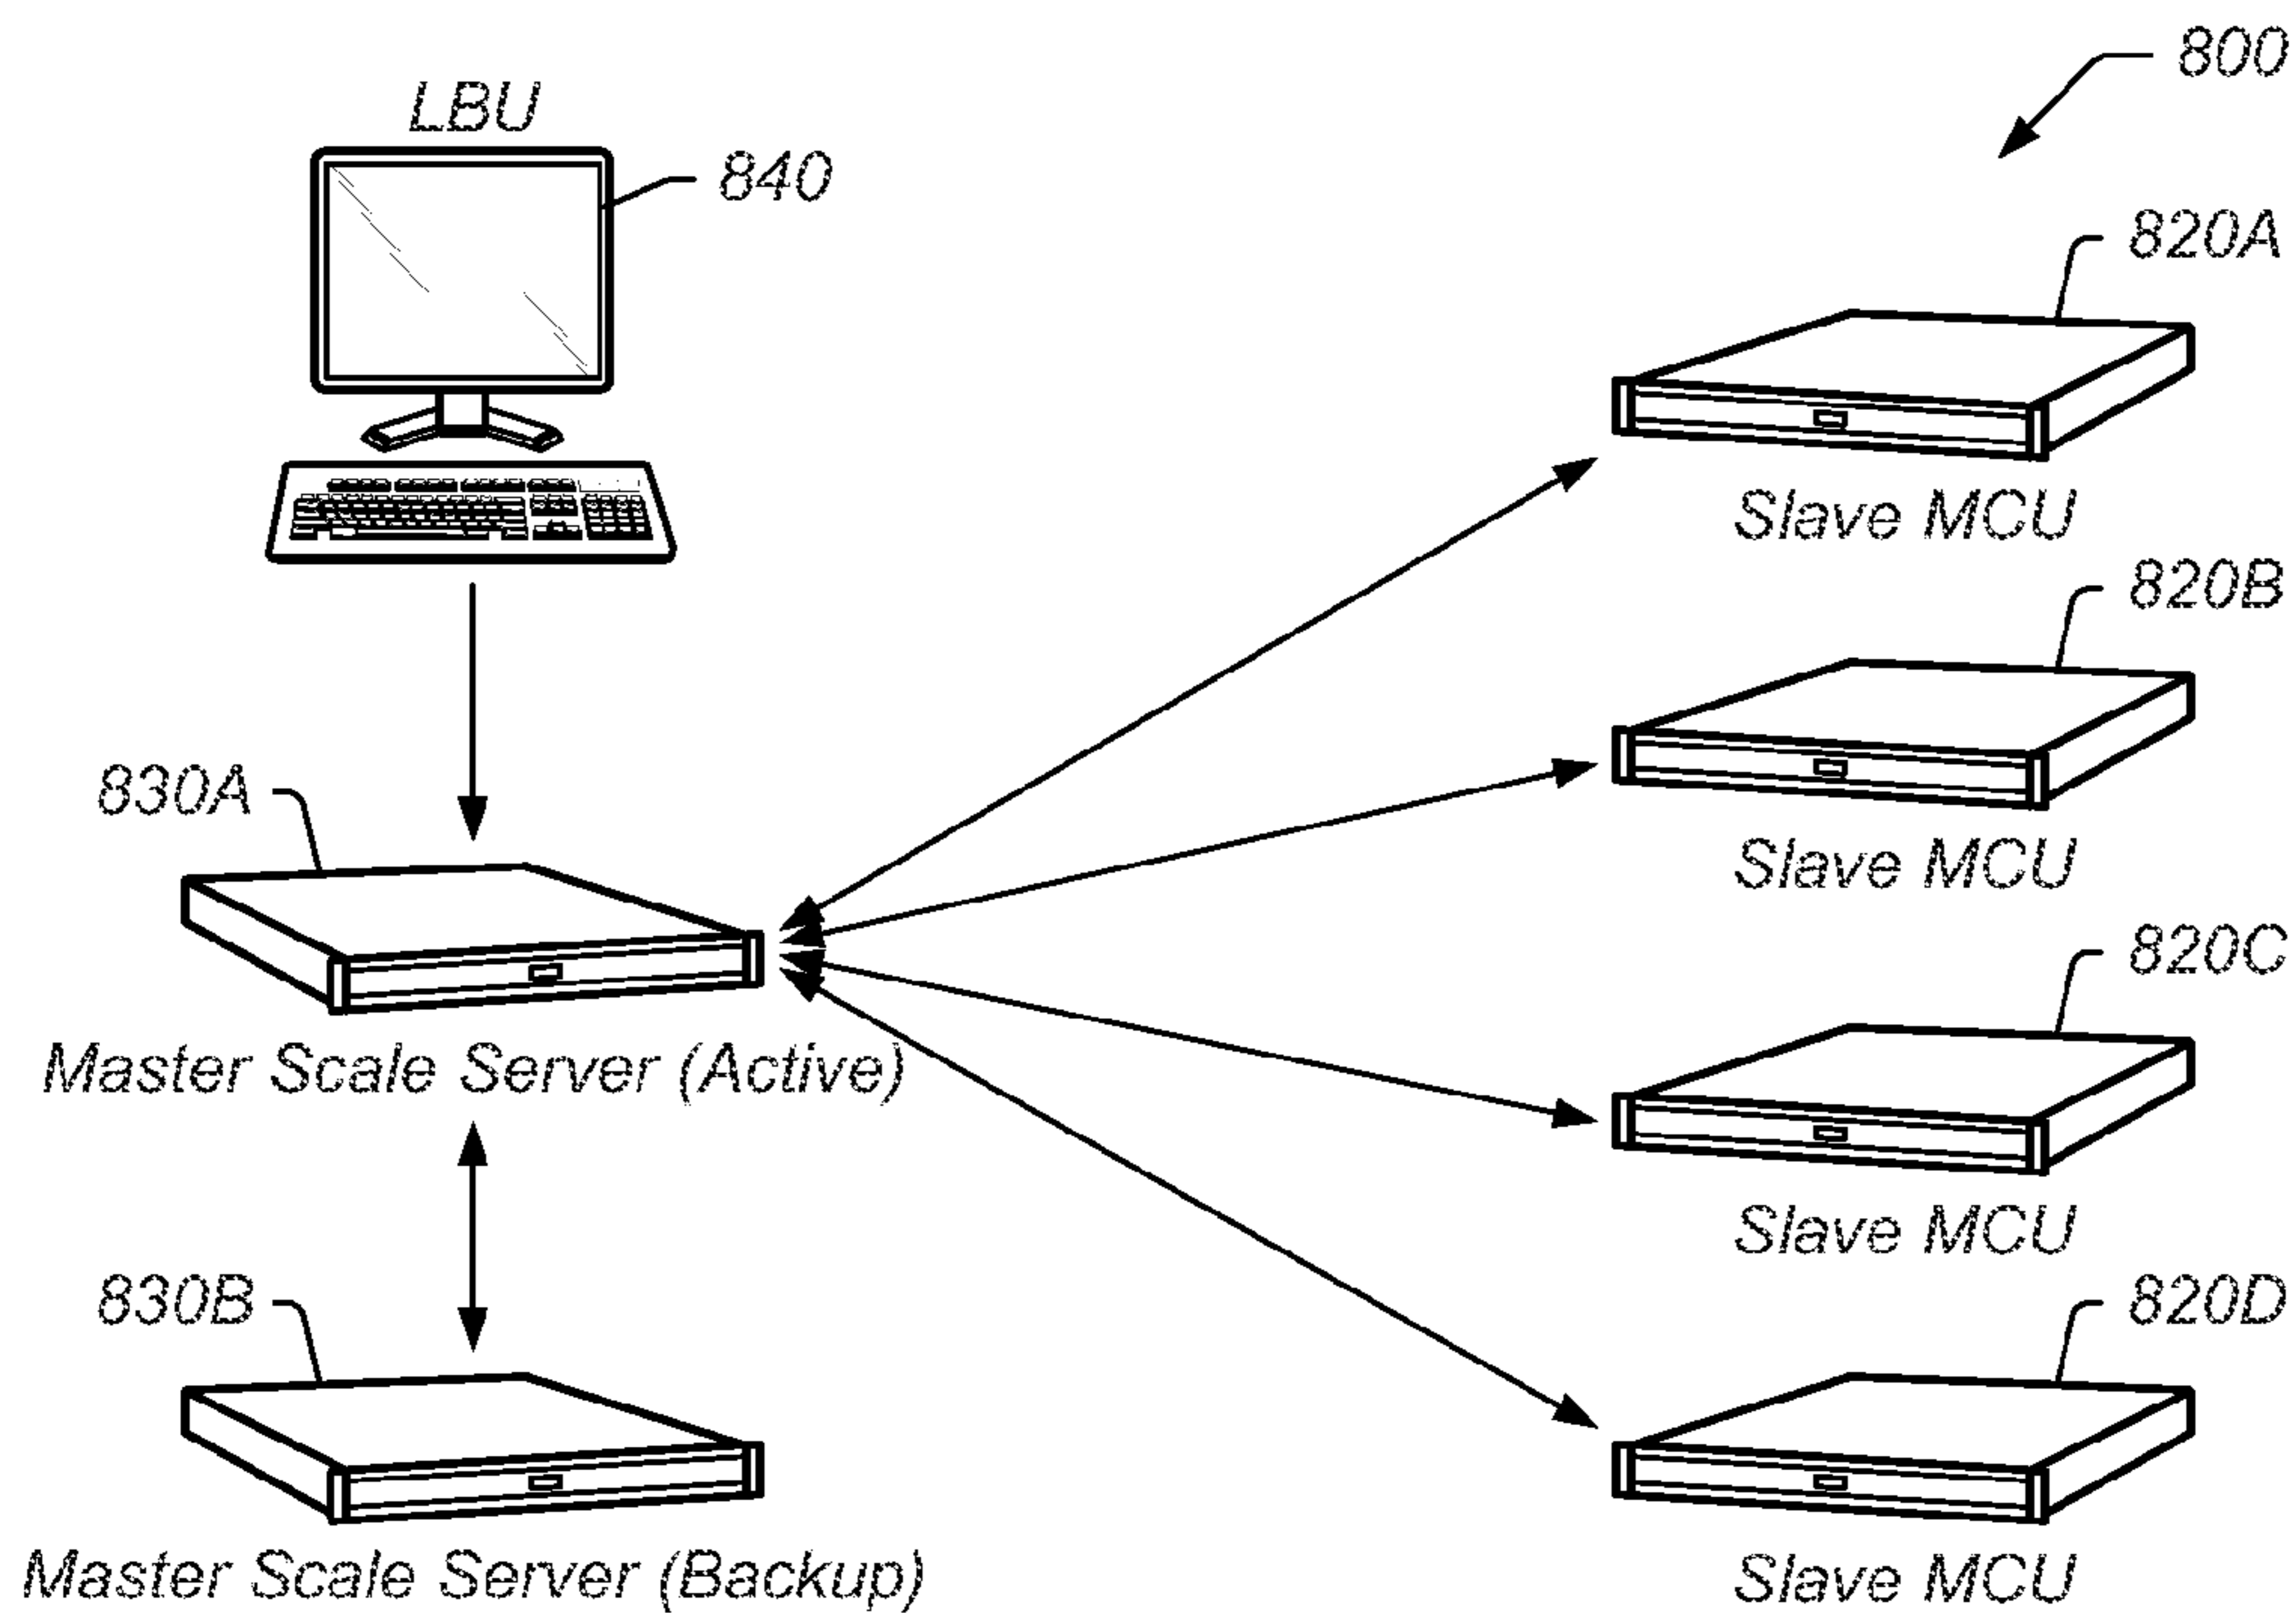 800
LBU
840
820A
Slave MCU
820B
830A
Slave MCU
820C
Master Scale Server (Active)
Slave MCU
830B
820D
Master Scale Server (Backup)
Slave MCU